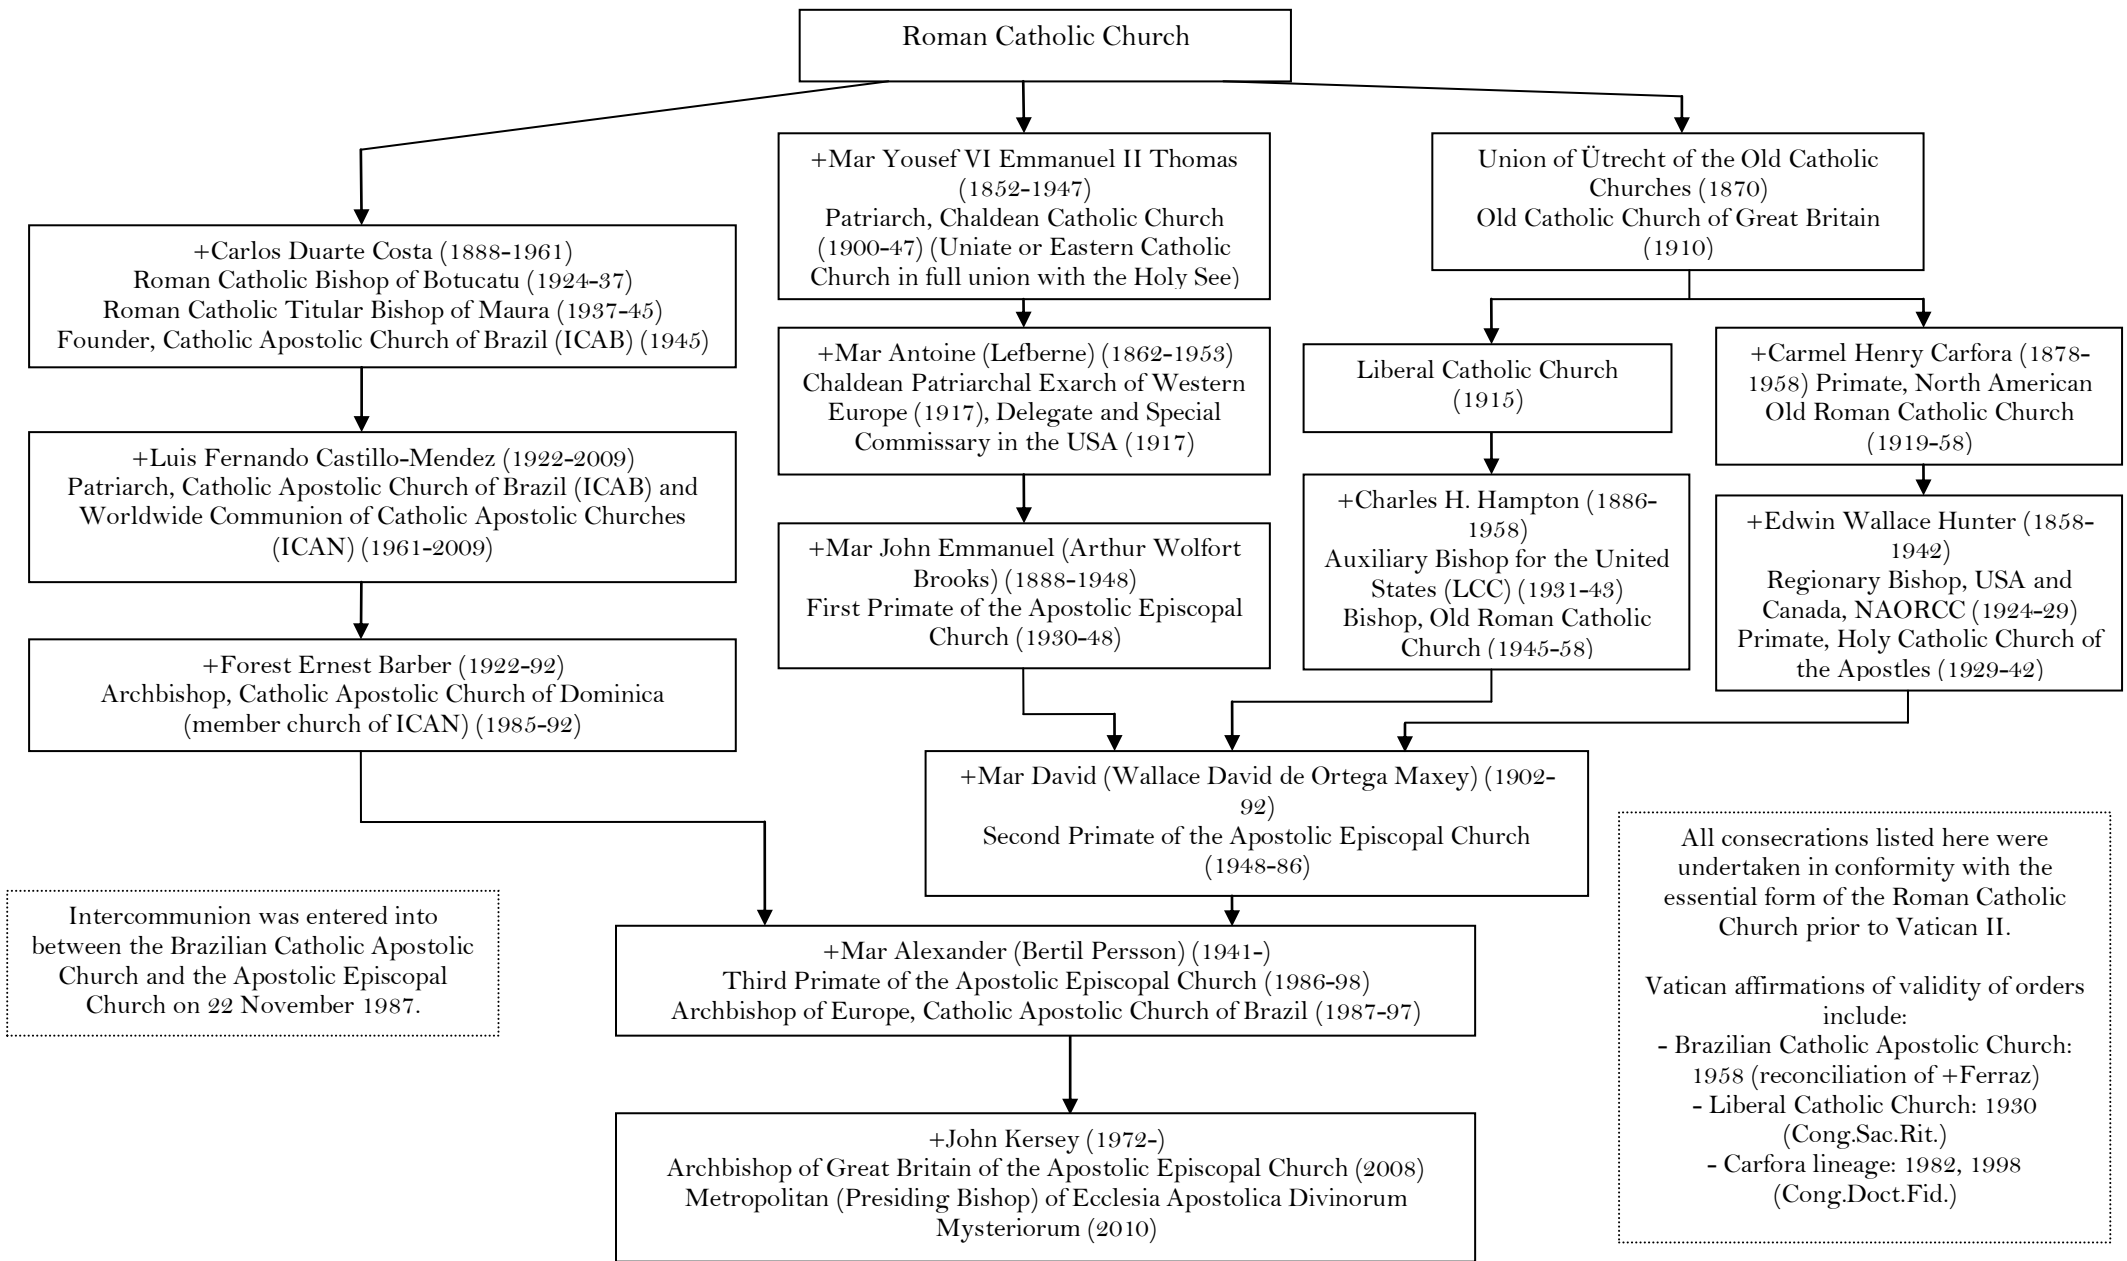 Roman Catholic Church
+Carlos Duarte Costa (1888-1961)
Roman Catholic Bishop of Botucatu (1924-37)
Roman Catholic Titular Bishop of Maura (1937-45)
Founder, Catholic Apostolic Church of Brazil (ICAB) (1945)
+Luis Fernando Castillo-Mendez (1922-2009)
Patriarch, Catholic Apostolic Church of Brazil (ICAB) and
Worldwide Communion of Catholic Apostolic Churches
(ICAN) (1961-2009)
+Forest Ernest Barber (1922-92)
Archbishop, Catholic Apostolic Church of Dominica
(member church of ICAN) (1985-92)
+Mar Yousef VI Emmanuel II Thomas
(1852-1947)
Patriarch, Chaldean Catholic Church
(1900-47) (Uniate or Eastern Catholic
Church in full union with the Holy See)
+Mar Antoine (Lefberne) (1862-1953)
Chaldean Patriarchal Exarch of Western
Europe (1917), Delegate and Special
Commissary in the USA (1917)
+Mar John Emmanuel (Arthur Wolfort
Brooks) (1888-1948)
First Primate of the Apostolic Episcopal
Church (1930-48)
Union of Ütrecht of the Old Catholic
Churches (1870)
Old Catholic Church of Great Britain
(1910)
Liberal Catholic Church
(1915)
+Charles H. Hampton (1886-
1958)
Auxiliary Bishop for the United
States (LCC) (1931-43)
Bishop, Old Roman Catholic
Church (1945-58)
+Carmel Henry Carfora (1878-
1958) Primate, North American
Old Roman Catholic Church
(1919-58)
+Edwin Wallace Hunter (1858-
1942)
Regionary Bishop, USA and
Canada, NAORCC (1924-29)
Primate, Holy Catholic Church of
the Apostles (1929-42)
+Mar David (Wallace David de Ortega Maxey) (1902-
92)
Second Primate of the Apostolic Episcopal Church
(1948-86)
Intercommunion was entered into
between the Brazilian Catholic Apostolic
Church and the Apostolic Episcopal
Church on 22 November 1987.
+Mar Alexander (Bertil Persson) (1941-)
Third Primate of the Apostolic Episcopal Church (1986-98)
Archbishop of Europe, Catholic Apostolic Church of Brazil (1987-97)
+John Kersey (1972-)
Archbishop of Great Britain of the Apostolic Episcopal Church (2008)
Metropolitan (Presiding Bishop) of Ecclesia Apostolica Divinorum
Mysteriorum (2010)
All consecrations listed here were
undertaken in conformity with the
essential form of the Roman Catholic
Church prior to Vatican II.
Vatican affirmations of validity of orders
include:
- Brazilian Catholic Apostolic Church:
1958 (reconciliation of +Ferraz)
- Liberal Catholic Church: 1930
(Cong.Sac.Rit.)
- Carfora lineage: 1982, 1998
(Cong.Doct.Fid.)